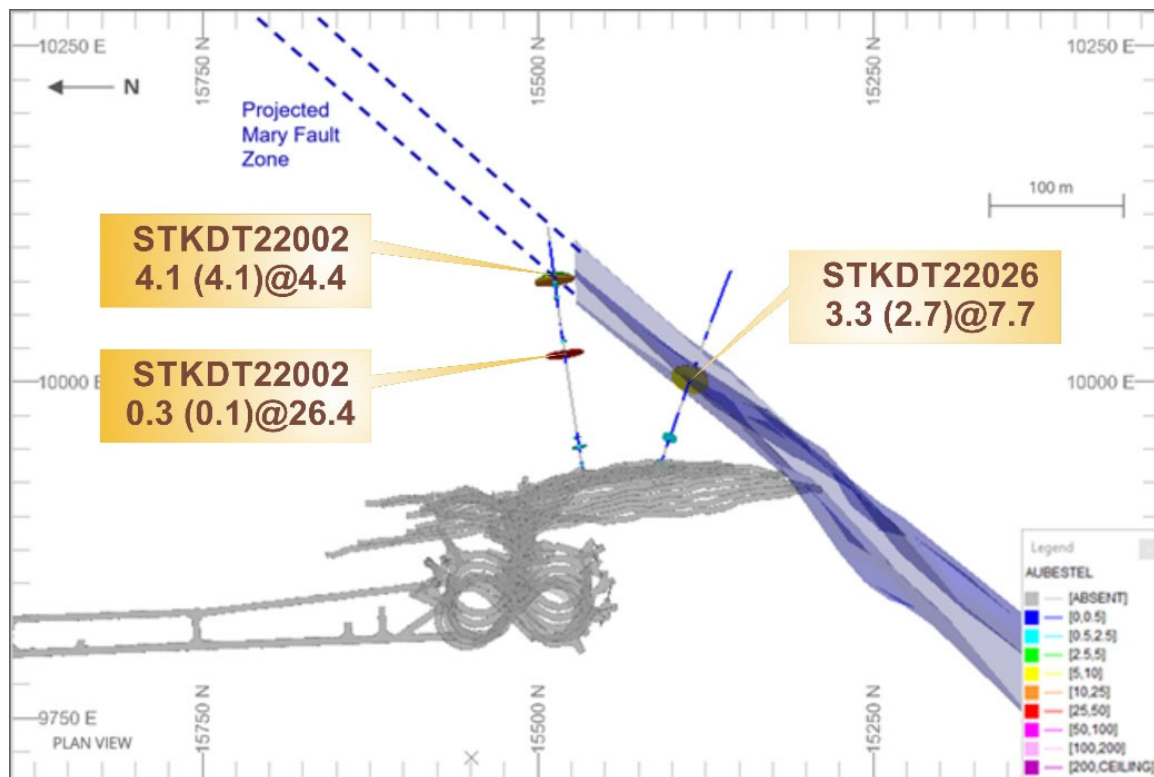 10250 E
15750 N
15500 N
15250 N
10250 E
N
Projected
Mary Fault
Zone
100 m
STKDT22002
4.1 (4.1)@4.4
STKDT22026
3.3 (2.7)@7.7
STKDT22002
0.3 (0.1)@26.4
10000 E
10000 E
Legend
AUBESTEL
[ABSENT]
[0,0.5]
[0.5,2.5]
[2.5,5]
[5,10]
[10,25]
[25,50]
[50,100]
[100,200]
[200,CEILING]
9750 E
PLAN VIEW
15750 N
15500 N
15250 N